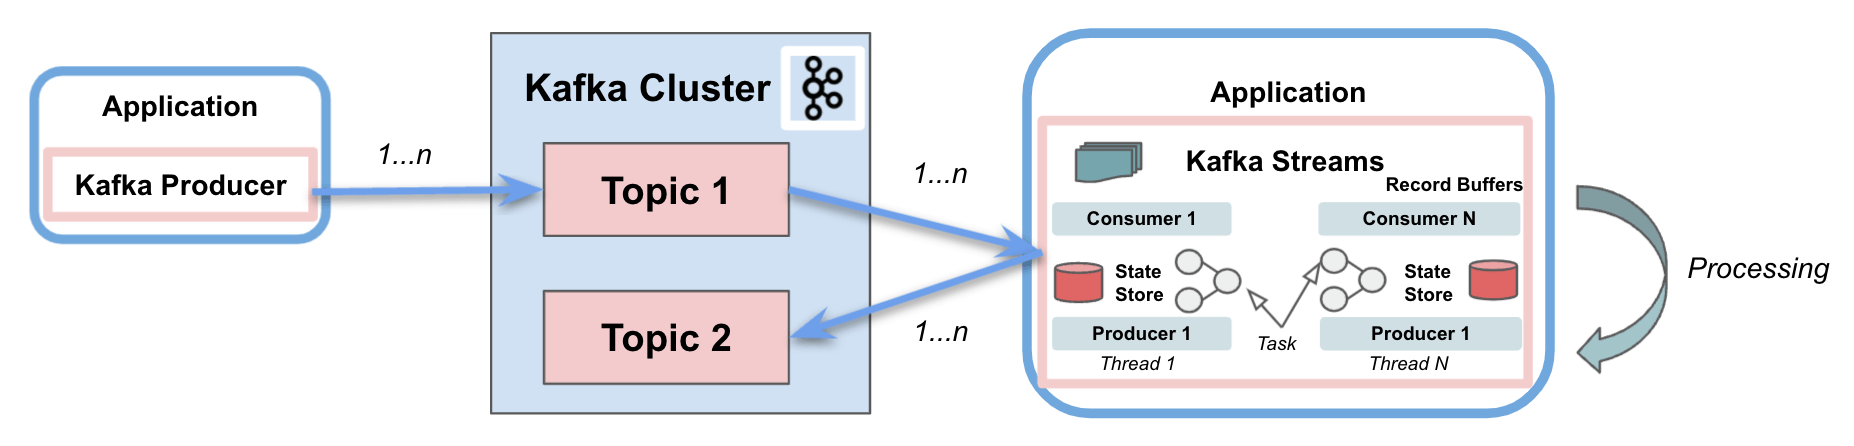 Application
Kafka Producer
1...n
Kafka Cluster
Topic 1
Topic 2
1...n
1...n
Application
Kafka Streams
Record Buffers
Consumer 1
Consumer N
State
Store
State
Store
Producer 1
Task
Producer 1
Thread 1
Thread N
Processing